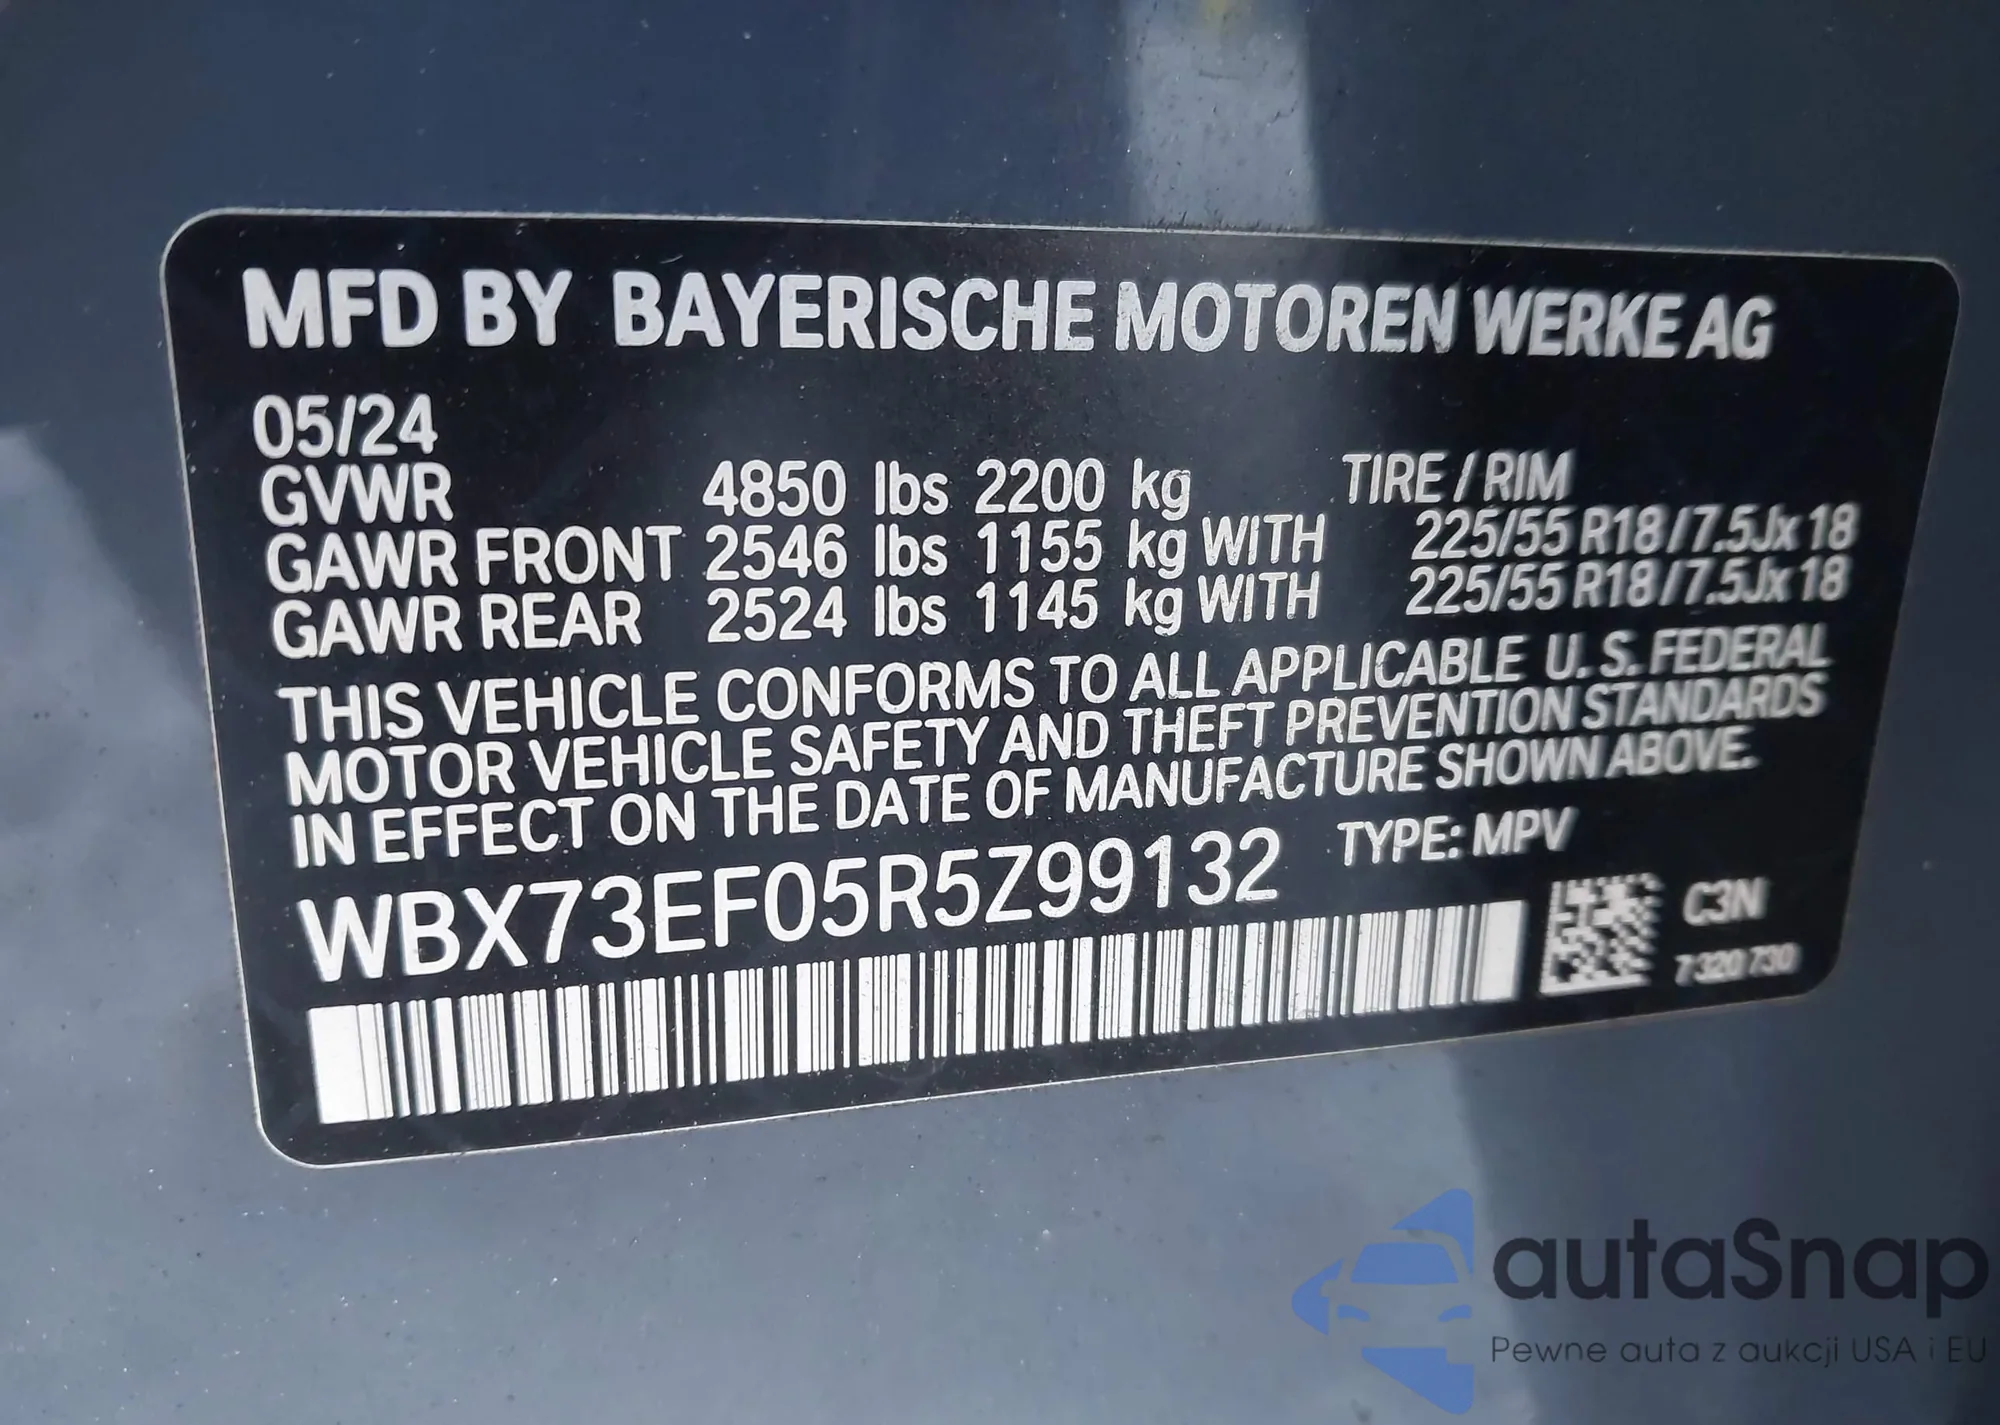 MFD BY BAYERISCHE MOTOREN WERKE AG
05/24
GVWR 4850 lbs 2200 kg TIRE / RIM
GAWR FRONT 2546 lbs 1155 kg WITH 225/55 R18 / 7.5Jx 18
GAWR REAR 2524 lbs 1145 kg WITH 225/55 R18 / 7.5Jx 18
THIS VEHICLE CONFORMS TO ALL APPLICABLE U. S. FEDERAL
MOTOR VEHICLE SAFETY AND THEFT PREVENTION STANDARDS
IN EFFECT ON THE DATE OF MANUFACTURE SHOWN ABOVE.
WBX73EF05R5Z99132 TYPE: MPV
C3N
7 320 730
autaSnap
Pewne auta z aukcji USA i EU